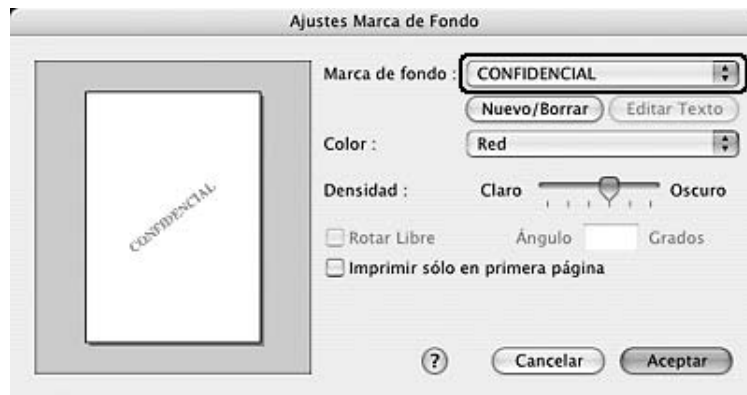 Ajustes Marca de Fondo
Marca de fondo : CONFIDENCIAL
Nuevo/Borrar Editar Texto
Color : Red
Densidad : Claro Oscuro
CONFIDENCIAL
Rotar Libre Ángulo Grados
Imprimir sólo en primera página
? Cancelar Aceptar